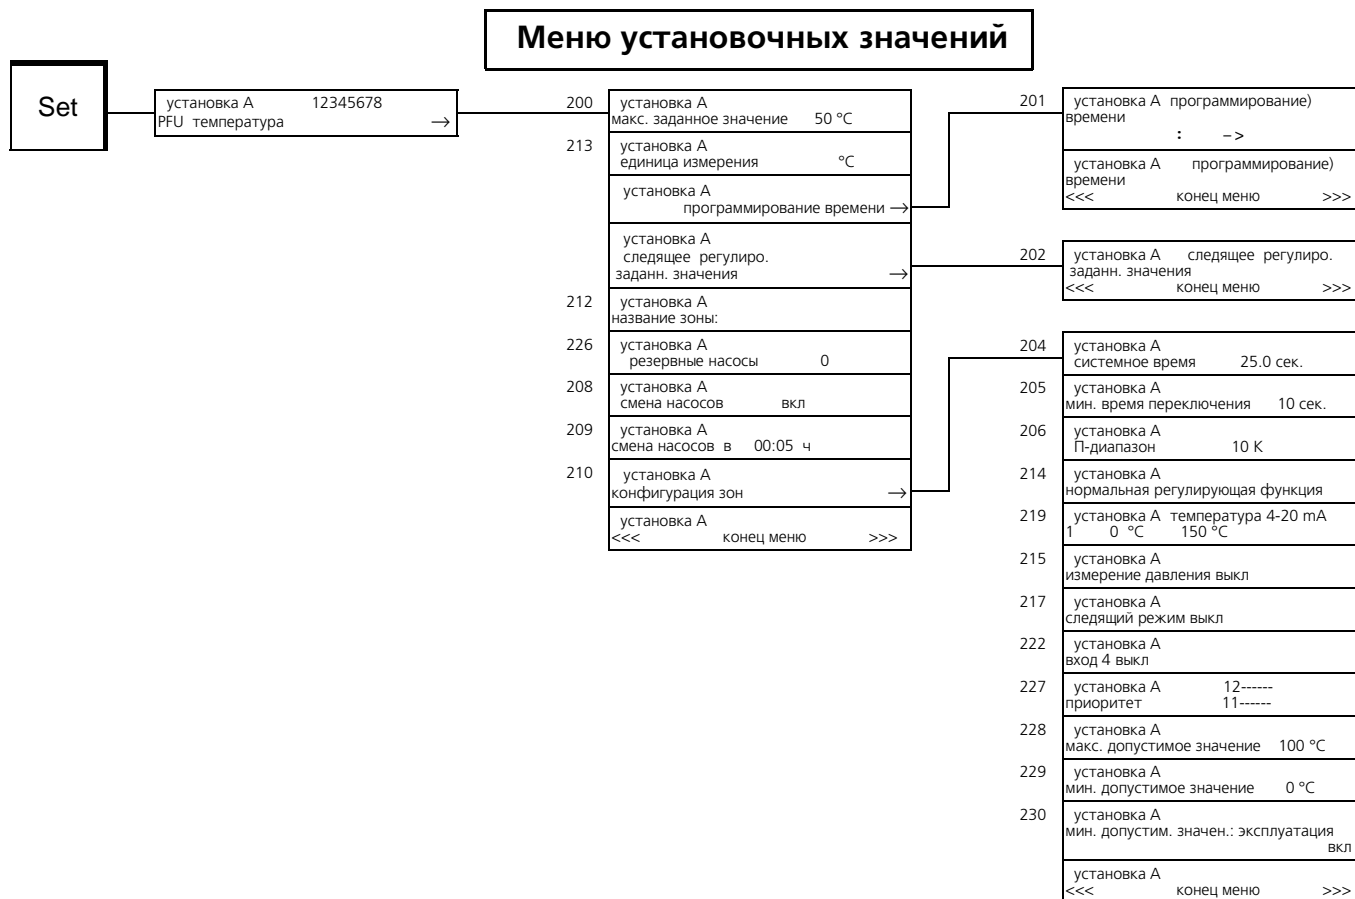 Меню установочных значений
Set
установка A 12345678
PFU температура →
200
установка A
макс. заданное значение 50 °C
213
установка A
единица измерения °C
установка A
программирование времени →
установка A
следящее регулиро.
заданн. значения →
212
установка A
название зоны:
226
установка A
резервные насосы 0
208
установка A
смена насосов вкл
209
установка A
смена насосов в 00:05 ч
210
установка A
конфигурация зон →
установка A
<<< конец меню >>>
201
установка A программирование)
времени
: –>
установка A программирование)
времени
<<< конец меню >>>
202
установка A следящее регулиро.
заданн. значения
<<< конец меню >>>
204
установка A
системное время 25.0 сек.
205
установка A
мин. время переключения 10 сек.
206
установка A
П-диапазон 10 K
214
установка A
нормальная регулирующая функция
219
установка A температура 4-20 mA
1 0 °C 150 °C
215
установка A
измерение давления выкл
217
установка A
следящий режим выкл
222
установка A
вход 4 выкл
227
установка A 12------
приоритет 11------
228
установка A
макс. допустимое значение 100 °C
229
установка A
мин. допустимое значение 0 °C
230
установка A
мин. допустим. значен.: эксплуатация
вкл
установка A
<<< конец меню >>>